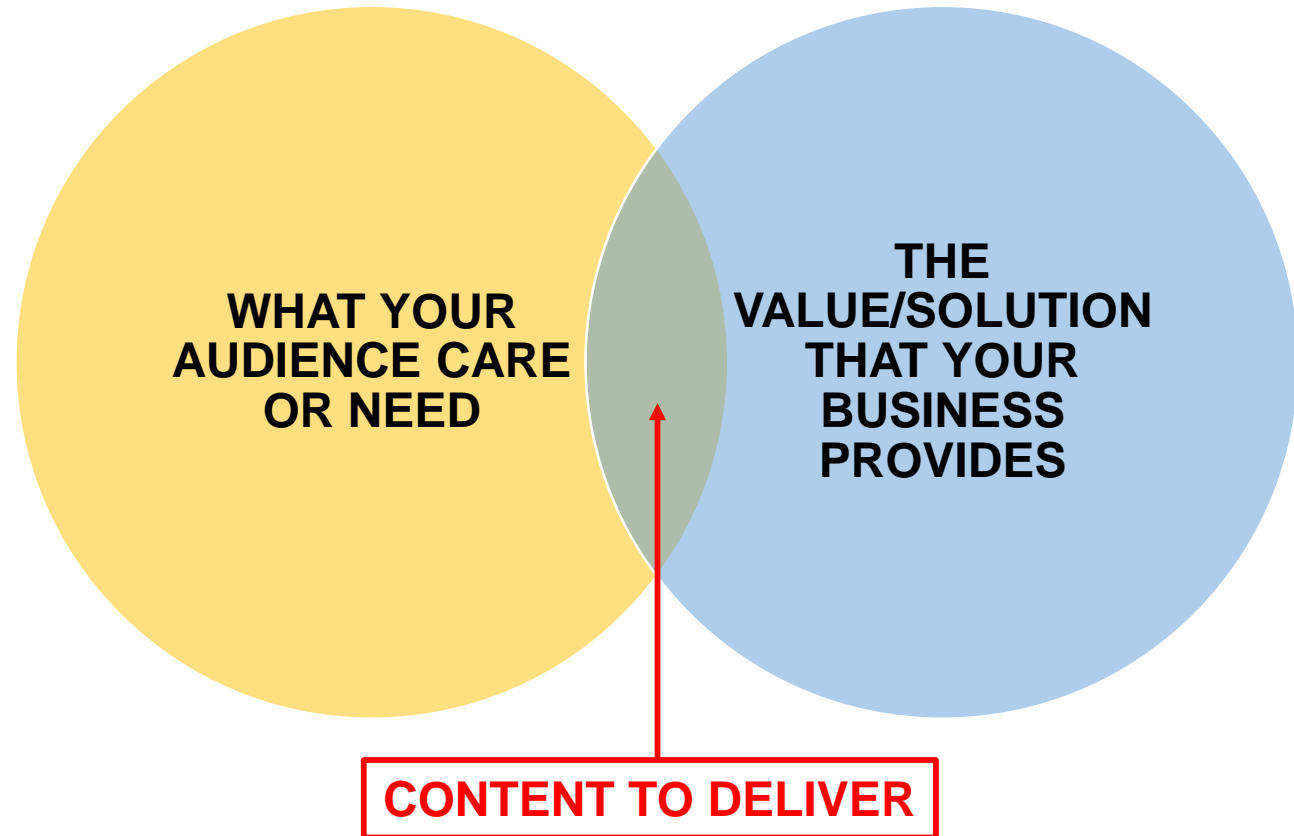 WHAT YOUR
AUDIENCE CARE
OR NEED
THE
VALUE/SOLUTION
THAT YOUR
BUSINESS
PROVIDES
CONTENT TO DELIVER